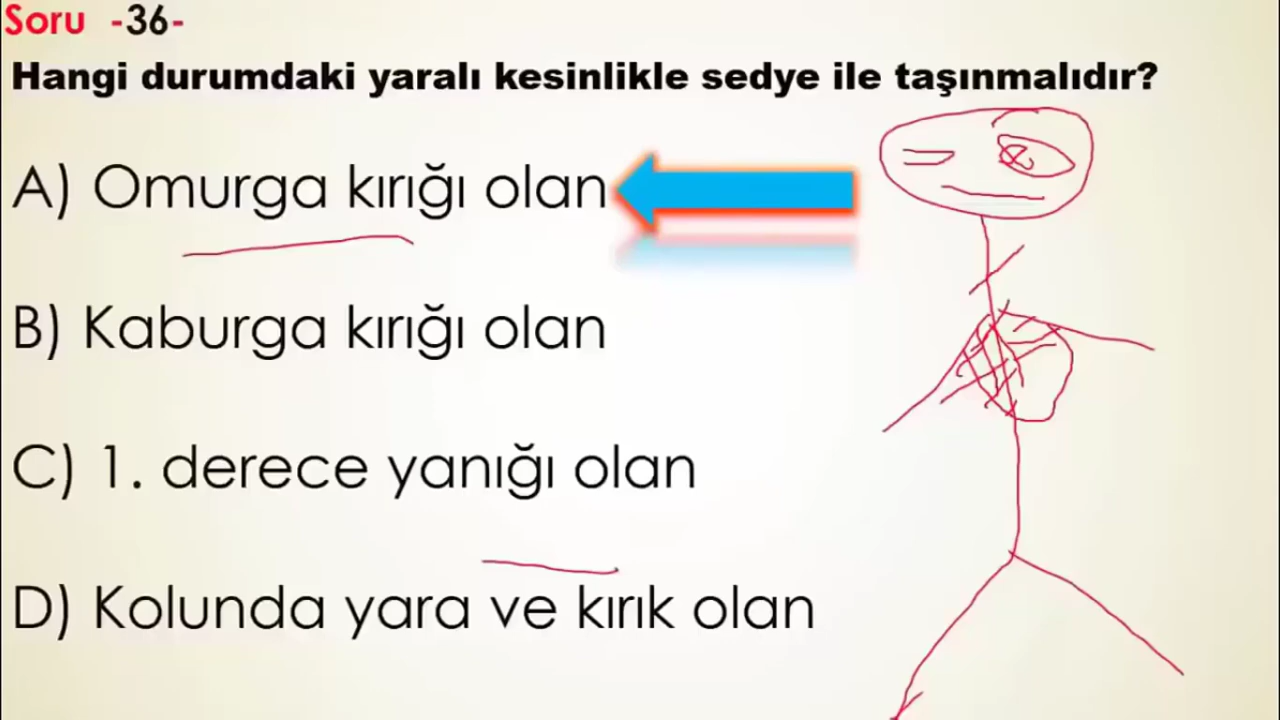 Soru -36-
Hangi durumdaki yaralı kesinlikle sedye ile taşınmalıdır?
A) Omurga kırığı olan
B) Kaburga kırığı olan
C) 1. derece yanığı olan
D) Kolunda yara ve kırık olan